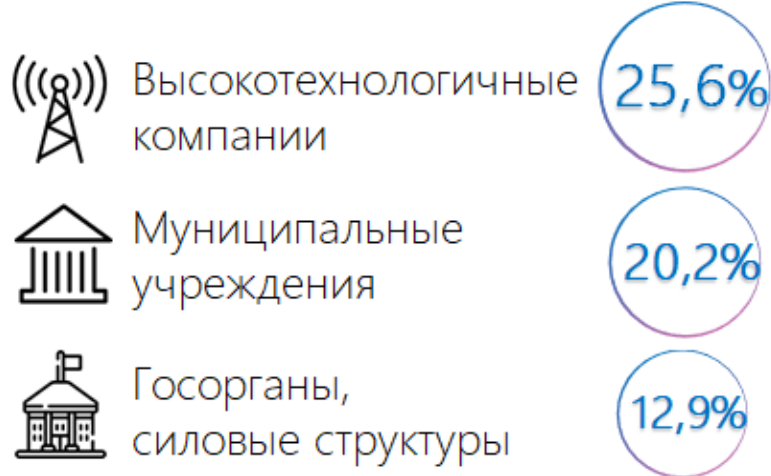 Высокотехнологичные
компании
25,6%
Муниципальные
учреждения
20,2%
Госорганы,
силовые структуры
12,9%